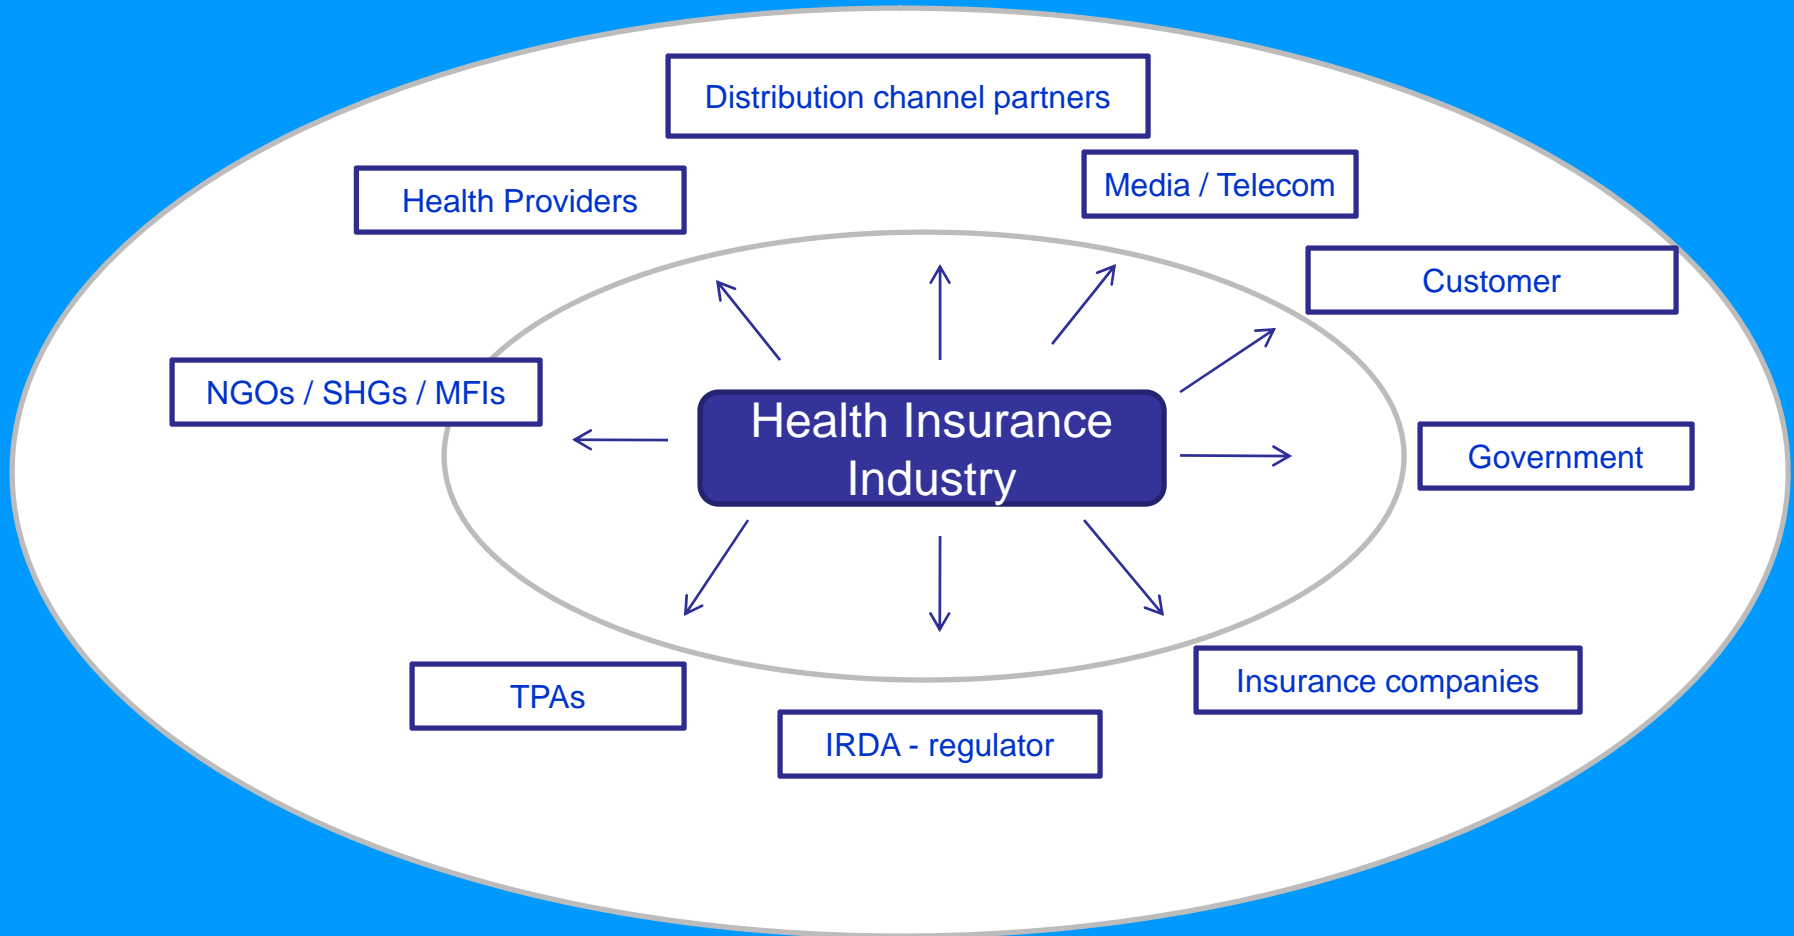 Distribution channel partners
Media / Telecom
Health Providers
Customer
NGOs / SHGs / MFIs
Health Insurance
Industry
Government
Insurance companies
TPAs
IRDA - regulator